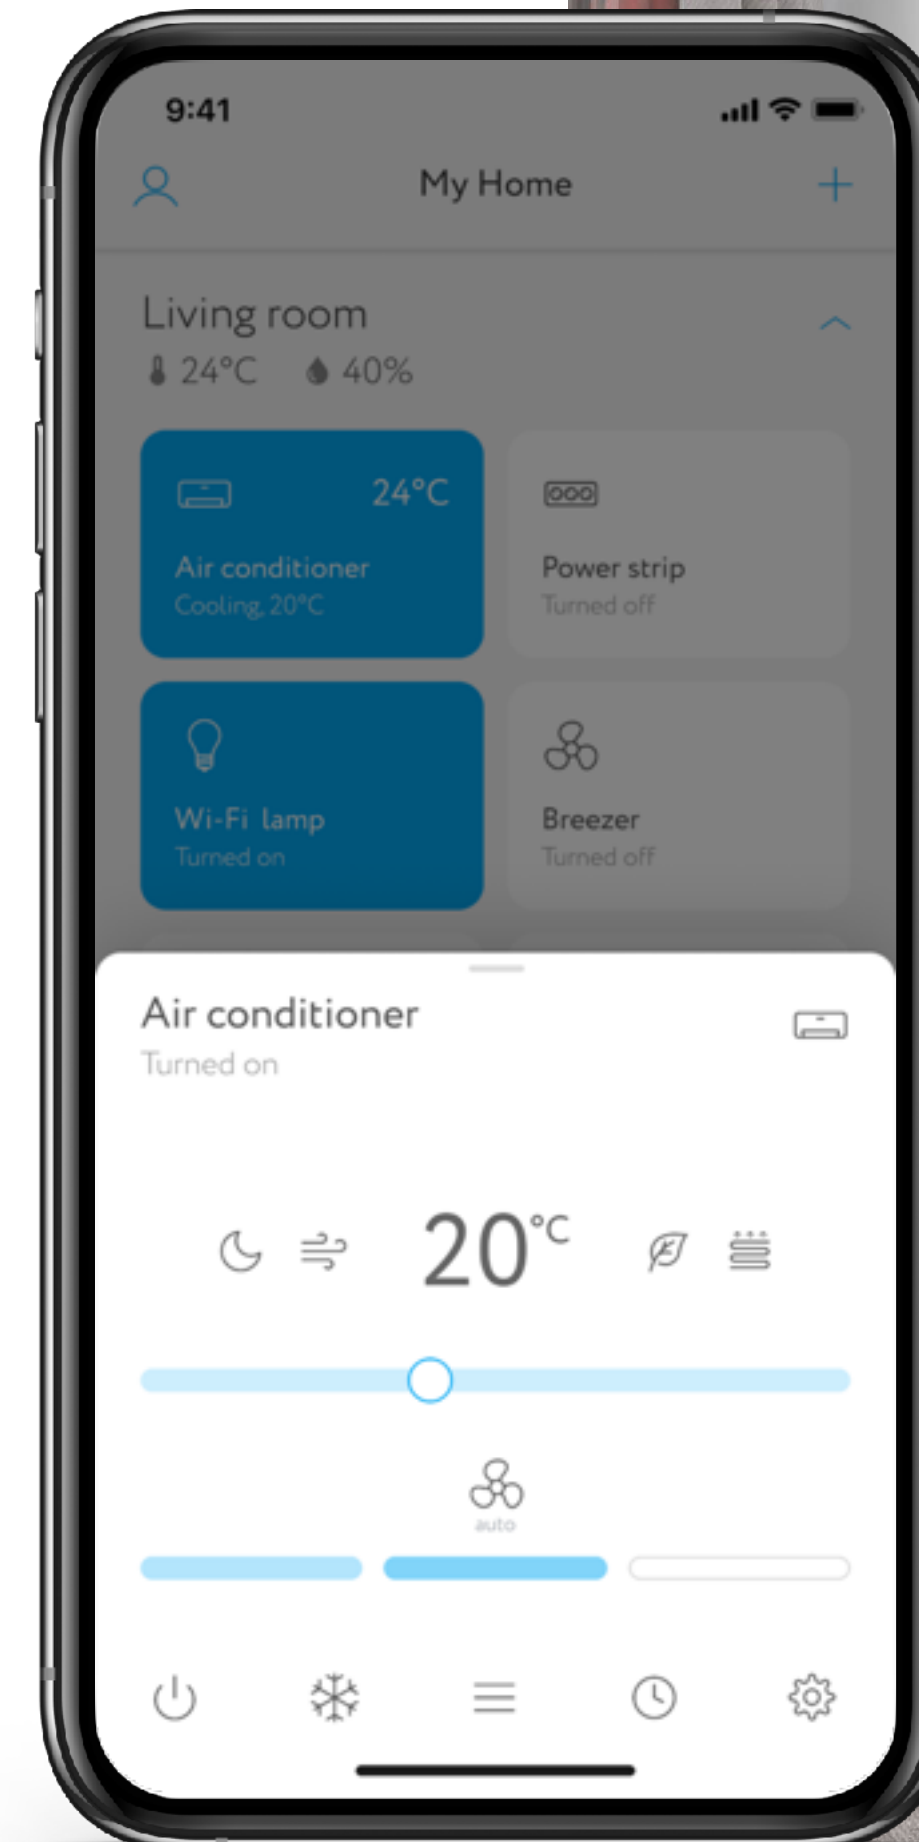 9:41
My Home
Living room
24°C 40%
24°C
Air conditioner
Cooling, 20°C
Power strip
Turned off
Wi-Fi lamp
Turned on
Breezer
Turned off
Air conditioner
Turned on
20°C
auto